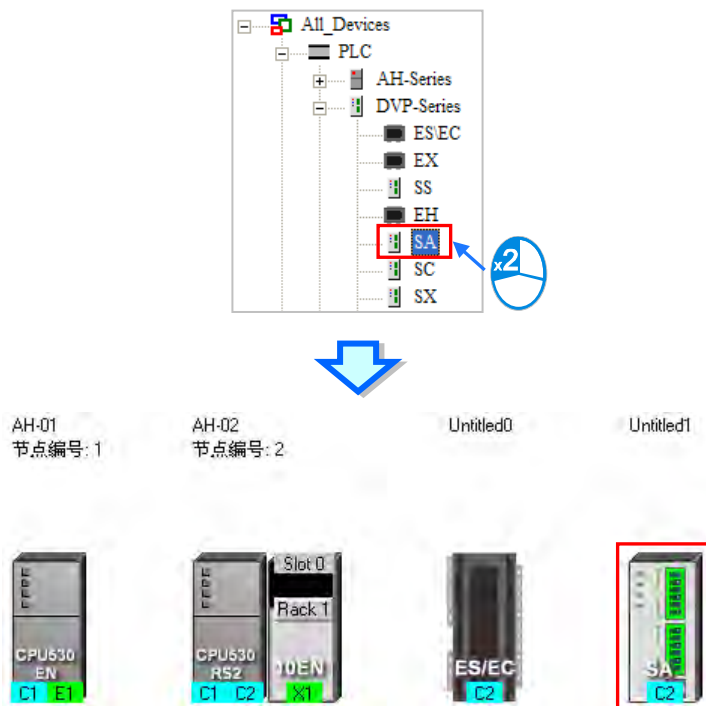 All_Devices
PLC
AH-Series
DVP-Series
ES\EC
EX
SS
EH
SA
x2
SC
SX
AH-01
节点编号: 1
AH-02
节点编号: 2
Untitled0
Untitled1
CPU530
EN
C1 E1
CPU530
RS2
C1 C2
Slot 0
Rack 1
10EN
X1
ES/EC
C2
SA
C2